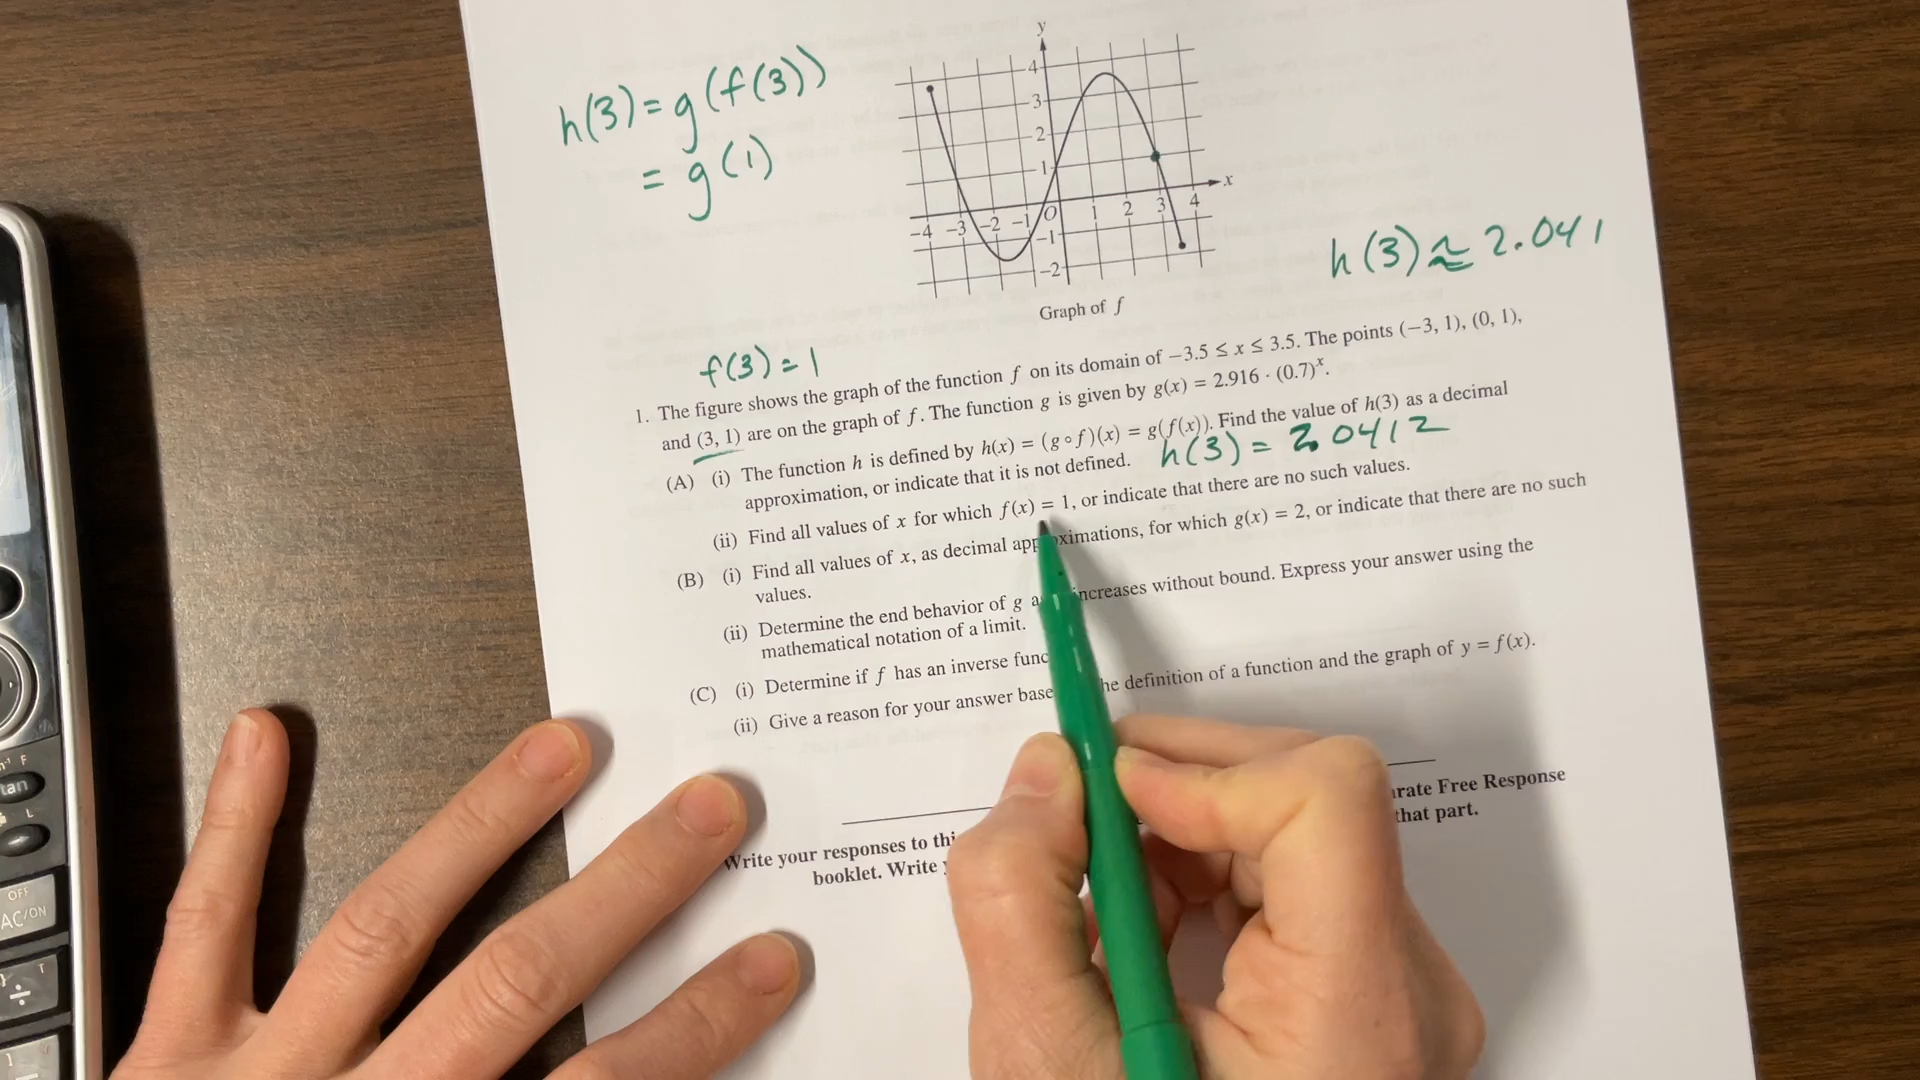 h(3) = g(f(3))
= g(1)
y
4
3
2
1
x
-4 -3 -2 -1 O 1 2 3 4
-1
-2
Graph of f
h(3) ≈ 2.041
f(3) = 1
1. The figure shows the graph of the function f on its domain of −3.5 ≤ x ≤ 3.5. The points (−3, 1), (0, 1),
and (3, 1) are on the graph of f. The function g is given by g(x) = 2.916 · (0.7)^x.
(A) (i) The function h is defined by h(x) = (g ∘ f)(x) = g(f(x)). Find the value of h(3) as a decimal
approximation, or indicate that it is not defined. h(3) = 2.0412
(ii) Find all values of x for which f(x) = 1, or indicate that there are no such values.
(B) (i) Find all values of x, as decimal approximations, for which g(x) = 2, or indicate that there are no such
values.
(ii) Determine the end behavior of g increases without bound. Express your answer using the
mathematical notation of a limit.
(C) (i) Determine if f has an inverse
(ii) Give a reason for your answer the definition of a function and the graph of y = f(x).
Write your responses to Free Response
booklet. Write that part.
F
tan
L
OFF
AC/ON
T
÷